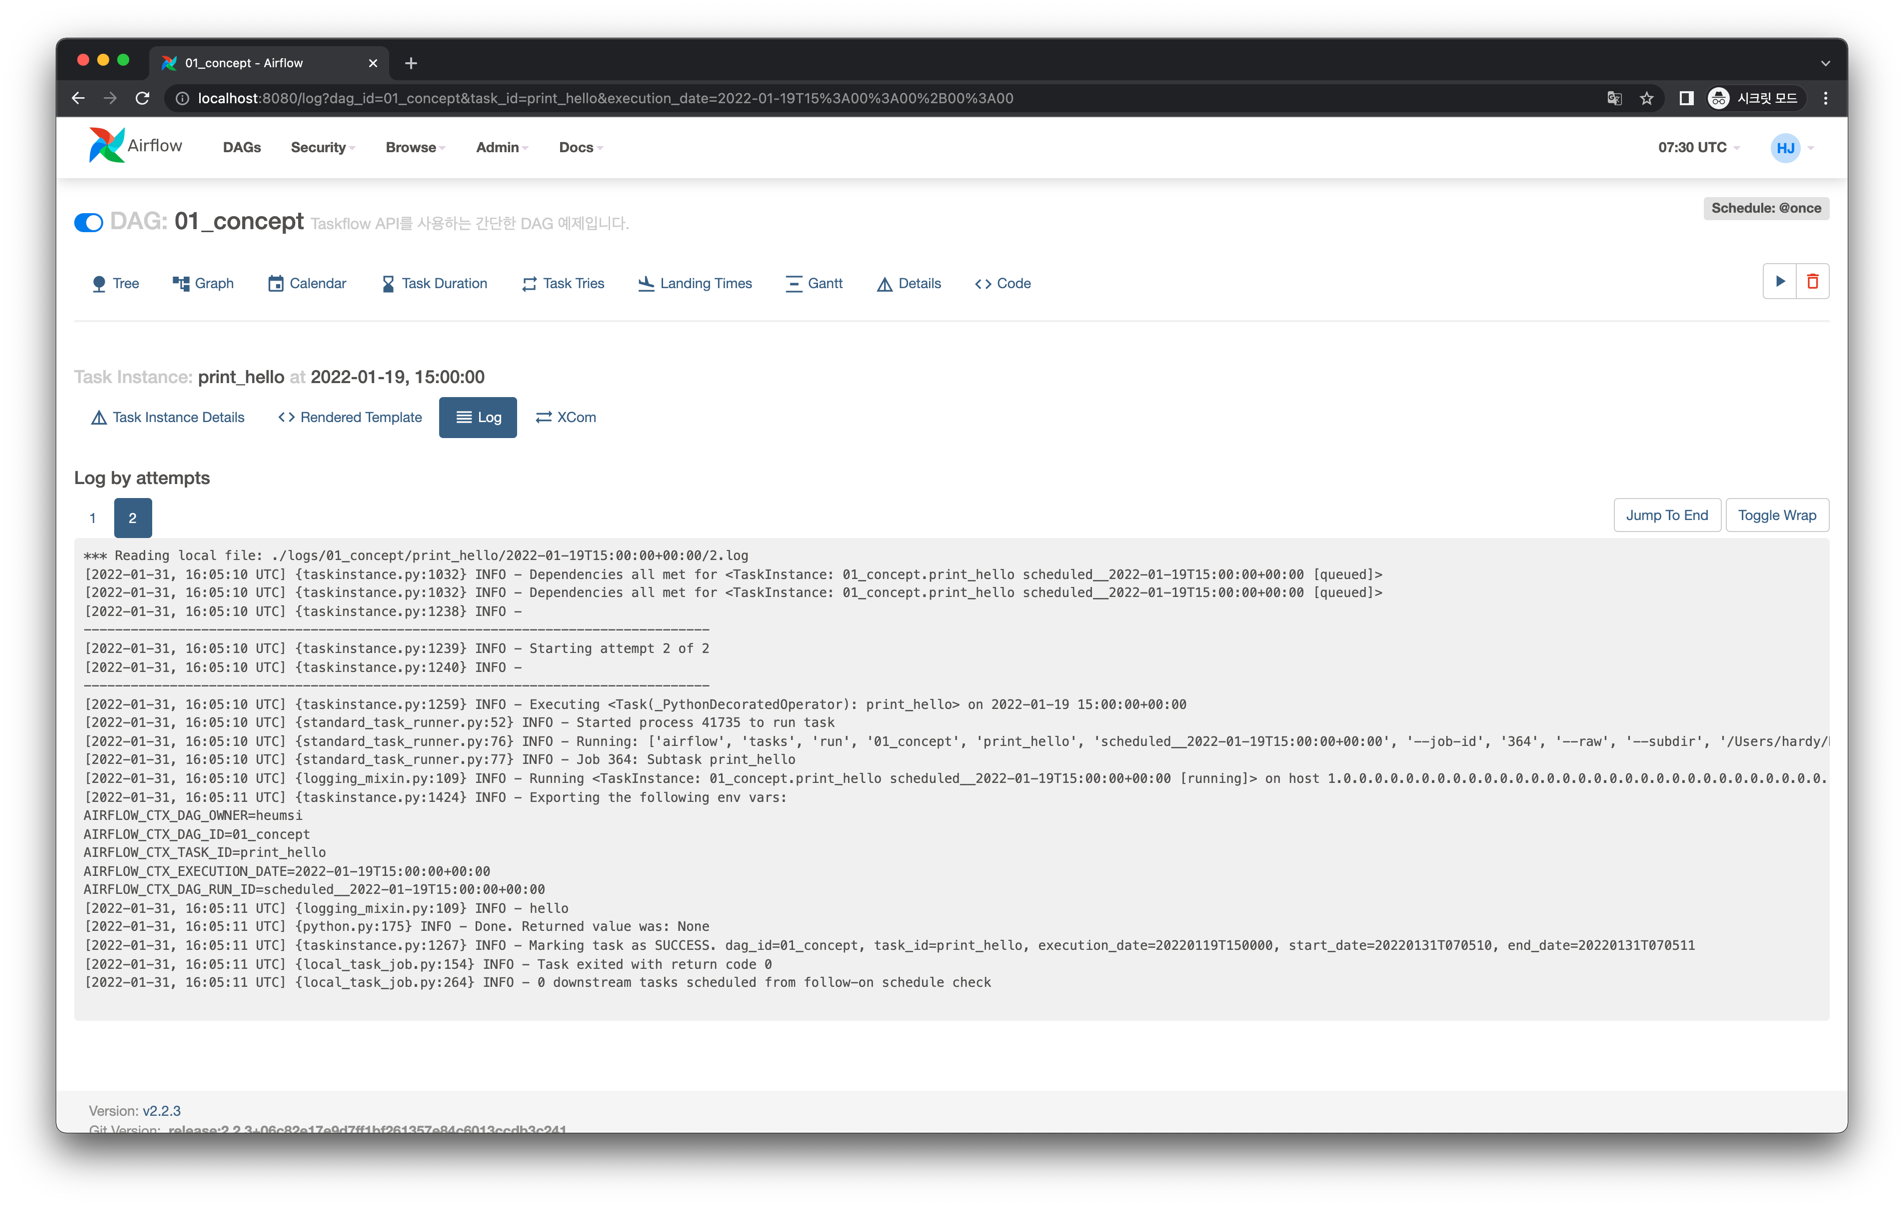 01_concept - Airflow
localhost:8080/log?dag_id=01_concept&task_id=print_hello&execution_date=2022-01-19T15%3A00%3A00%2B00%3A00
시크릿 모드
Airflow DAGs Security Browse Admin Docs 07:30 UTC HJ
DAG: 01_concept Taskflow API를 사용하는 간단한 DAG 예제입니다.
Schedule: @once
Tree Graph Calendar Task Duration Task Tries Landing Times Gantt Details Code
Task Instance: print_hello at 2022-01-19, 15:00:00
Task Instance Details Rendered Template Log XCom
Log by attempts
1 2 Jump To End Toggle Wrap
*** Reading local file: ./logs/01_concept/print_hello/2022-01-19T15:00:00+00:00/2.log
[2022-01-31, 16:05:10 UTC] {taskinstance.py:1032} INFO - Dependencies all met for <TaskInstance: 01_concept.print_hello scheduled__2022-01-19T15:00:00+00:00 [queued]>
[2022-01-31, 16:05:10 UTC] {taskinstance.py:1032} INFO - Dependencies all met for <TaskInstance: 01_concept.print_hello scheduled__2022-01-19T15:00:00+00:00 [queued]>
[2022-01-31, 16:05:10 UTC] {taskinstance.py:1238} INFO -
--------------------------------------------------------------------------------
[2022-01-31, 16:05:10 UTC] {taskinstance.py:1239} INFO - Starting attempt 2 of 2
[2022-01-31, 16:05:10 UTC] {taskinstance.py:1240} INFO -
--------------------------------------------------------------------------------
[2022-01-31, 16:05:10 UTC] {taskinstance.py:1259} INFO - Executing <Task(_PythonDecoratedOperator): print_hello> on 2022-01-19 15:00:00+00:00
[2022-01-31, 16:05:10 UTC] {standard_task_runner.py:52} INFO - Started process 41735 to run task
[2022-01-31, 16:05:10 UTC] {standard_task_runner.py:76} INFO - Running: ['airflow', 'tasks', 'run', '01_concept', 'print_hello', 'scheduled__2022-01-19T15:00:00+00:00', '--job-id', '364', '--raw', '--subdir', '/Users/hardy/
[2022-01-31, 16:05:10 UTC] {standard_task_runner.py:77} INFO - Job 364: Subtask print_hello
[2022-01-31, 16:05:10 UTC] {logging_mixin.py:109} INFO - Running <TaskInstance: 01_concept.print_hello scheduled__2022-01-19T15:00:00+00:00 [running]> on host 1.0.0.0.0.0.0.0.0.0.0.0.0.0.0.0.0.0.0.0.0.0.0.0.0.0.0.0.0.0.0.0.
[2022-01-31, 16:05:11 UTC] {taskinstance.py:1424} INFO - Exporting the following env vars:
AIRFLOW_CTX_DAG_OWNER=heumsi
AIRFLOW_CTX_DAG_ID=01_concept
AIRFLOW_CTX_TASK_ID=print_hello
AIRFLOW_CTX_EXECUTION_DATE=2022-01-19T15:00:00+00:00
AIRFLOW_CTX_DAG_RUN_ID=scheduled__2022-01-19T15:00:00+00:00
[2022-01-31, 16:05:11 UTC] {logging_mixin.py:109} INFO - hello
[2022-01-31, 16:05:11 UTC] {python.py:175} INFO - Done. Returned value was: None
[2022-01-31, 16:05:11 UTC] {taskinstance.py:1267} INFO - Marking task as SUCCESS. dag_id=01_concept, task_id=print_hello, execution_date=20220119T150000, start_date=20220131T070510, end_date=20220131T070511
[2022-01-31, 16:05:11 UTC] {local_task_job.py:154} INFO - Task exited with return code 0
[2022-01-31, 16:05:11 UTC] {local_task_job.py:264} INFO - 0 downstream tasks scheduled from follow-on schedule check
Version: v2.2.3
Git Version: .release:2.2.3+06c82e17e9d7ff1bf261357e84c6013ccdb3c241